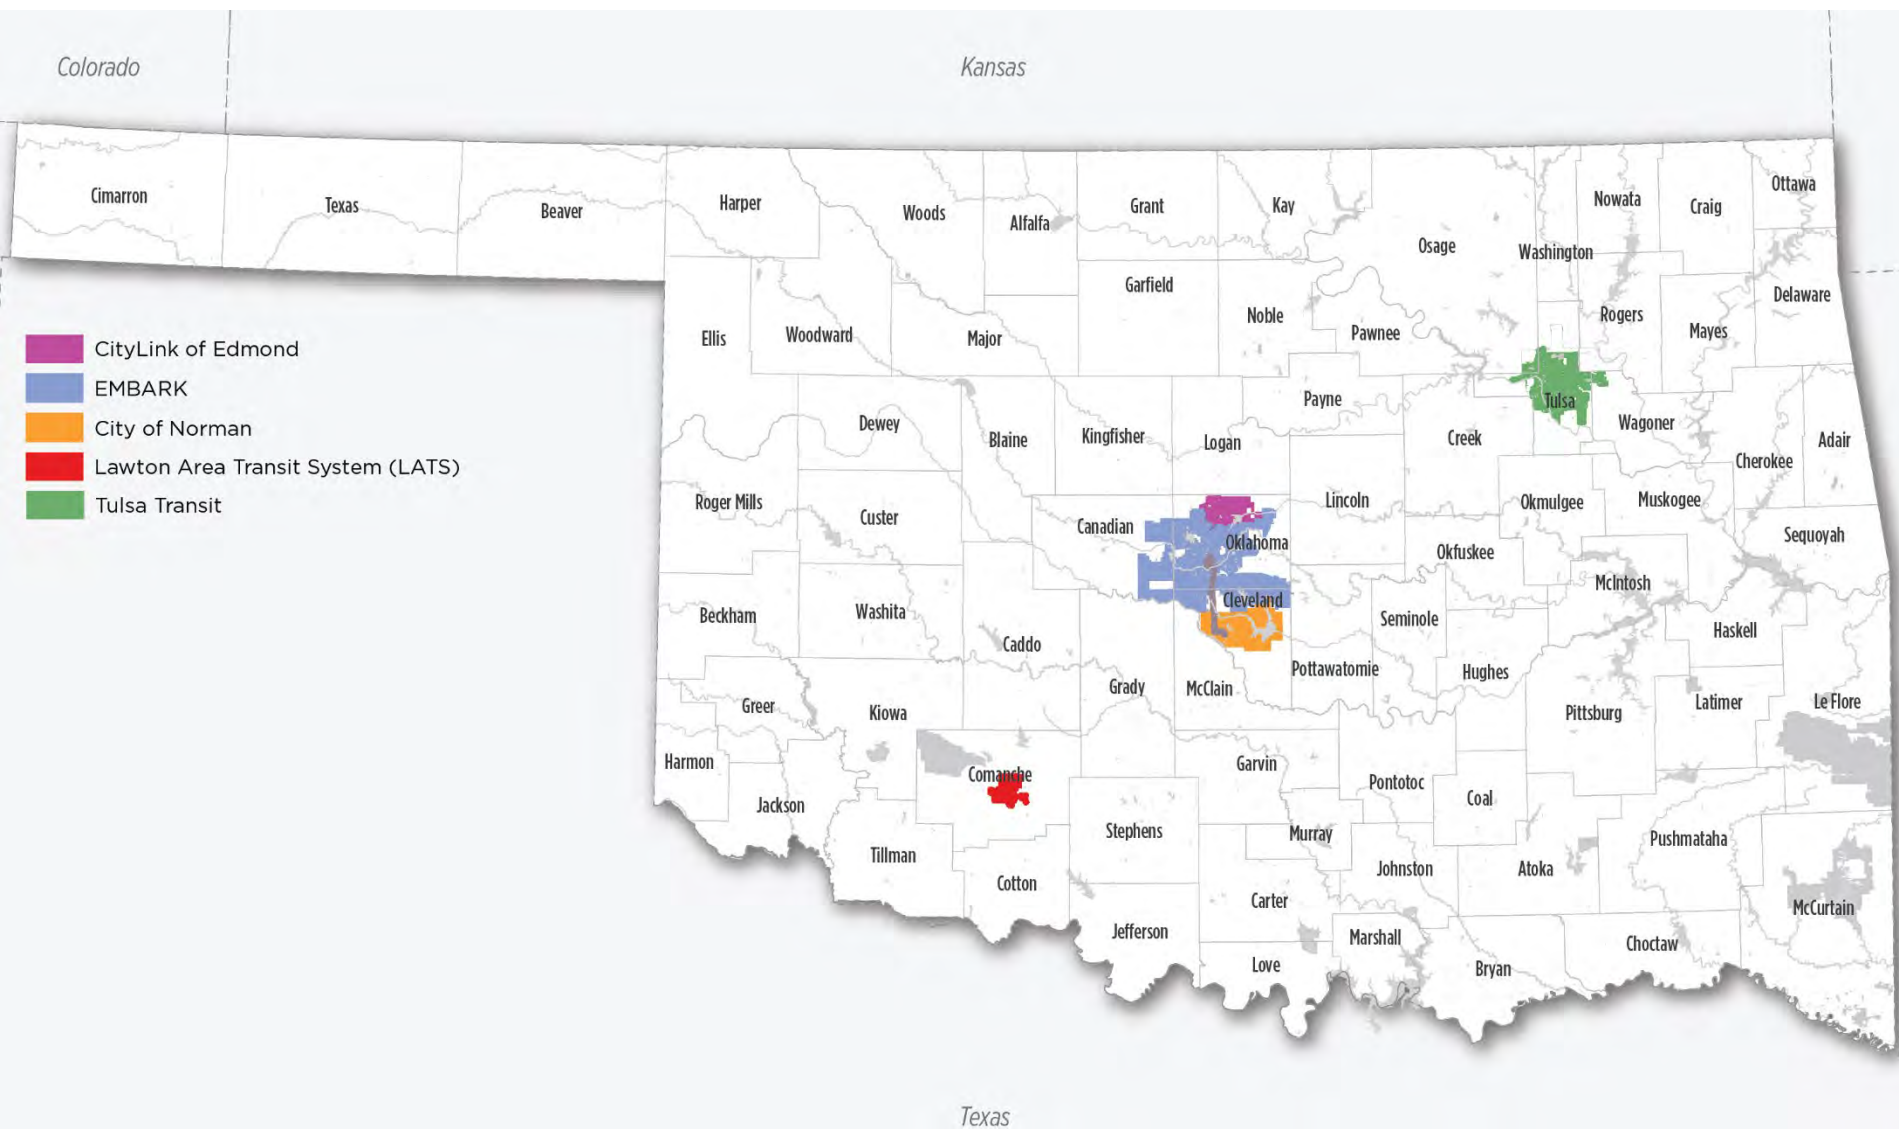 Colorado
Kansas
Cimarron
Texas
Beaver
Harper
Woods
Alfalfa
Grant
Kay
Osage
Washington
Nowata
Craig
Ottawa
Ellis
Woodward
Major
Garfield
Noble
Pawnee
Rogers
Mayes
Delaware
CityLink of Edmond
EMBARK
City of Norman
Lawton Area Transit System (LATS)
Tulsa Transit
Dewey
Blaine
Kingfisher
Logan
Payne
Creek
Tulsa
Wagoner
Cherokee
Adair
Roger Mills
Custer
Canadian
Oklahoma
Lincoln
Okfuskee
Okmulgee
Muskogee
Sequoyah
McIntosh
Beckham
Washita
Caddo
Cleveland
Seminole
Haskell
Grady
McClain
Pottawatomie
Hughes
Greer
Kiowa
Pittsburg
Latimer
Le Flore
Harmon
Jackson
Comanche
Garvin
Pontotoc
Coal
Tillman
Stephens
Murray
Johnston
Atoka
Pushmataha
Cotton
Carter
McCurtain
Jefferson
Love
Marshall
Bryan
Choctaw
Texas